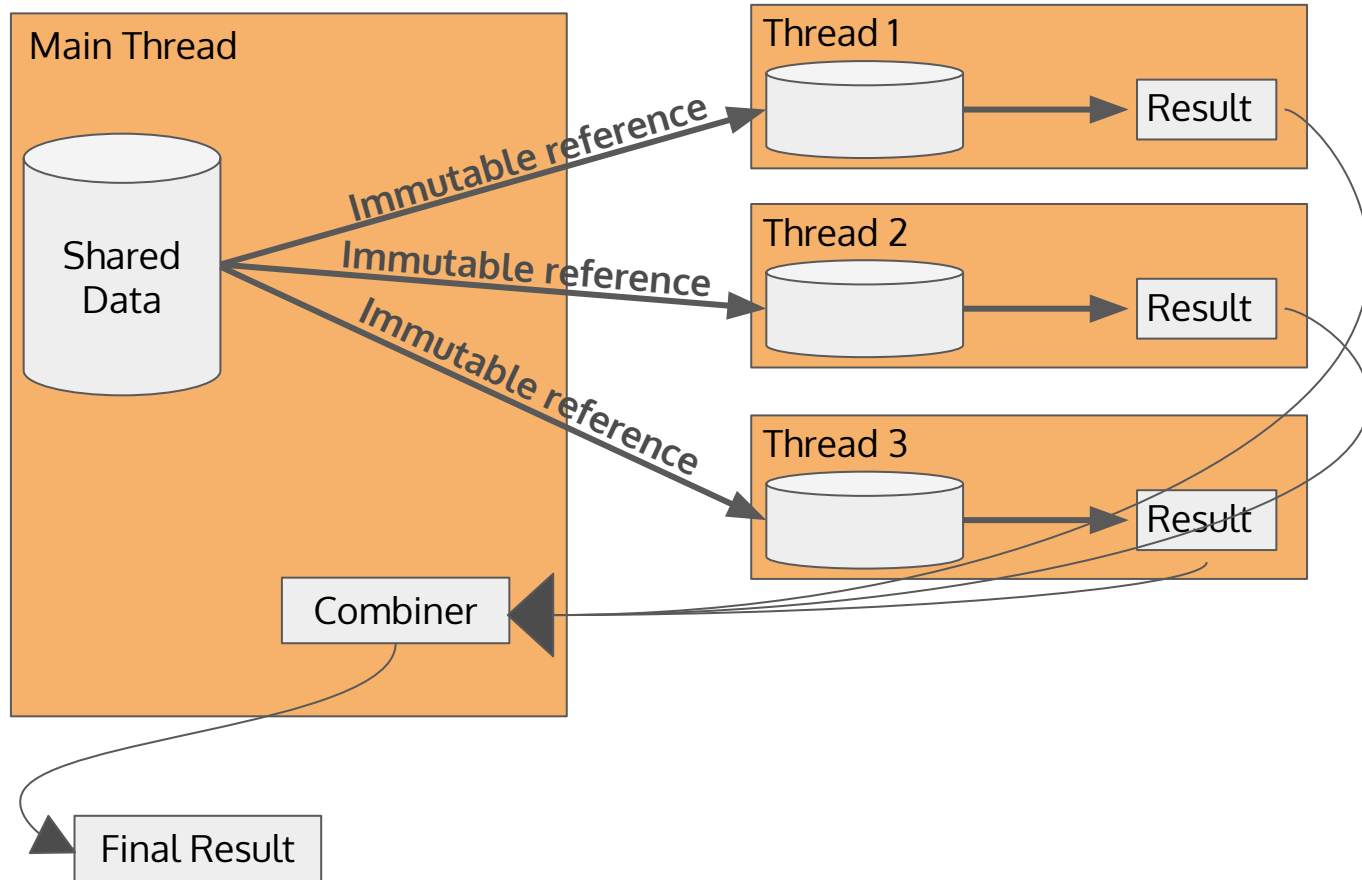 Main Thread
Shared
Data
Immutable reference
Immutable reference
Immutable reference
Thread 1
Result
Thread 2
Result
Thread 3
Result
Combiner
Final Result